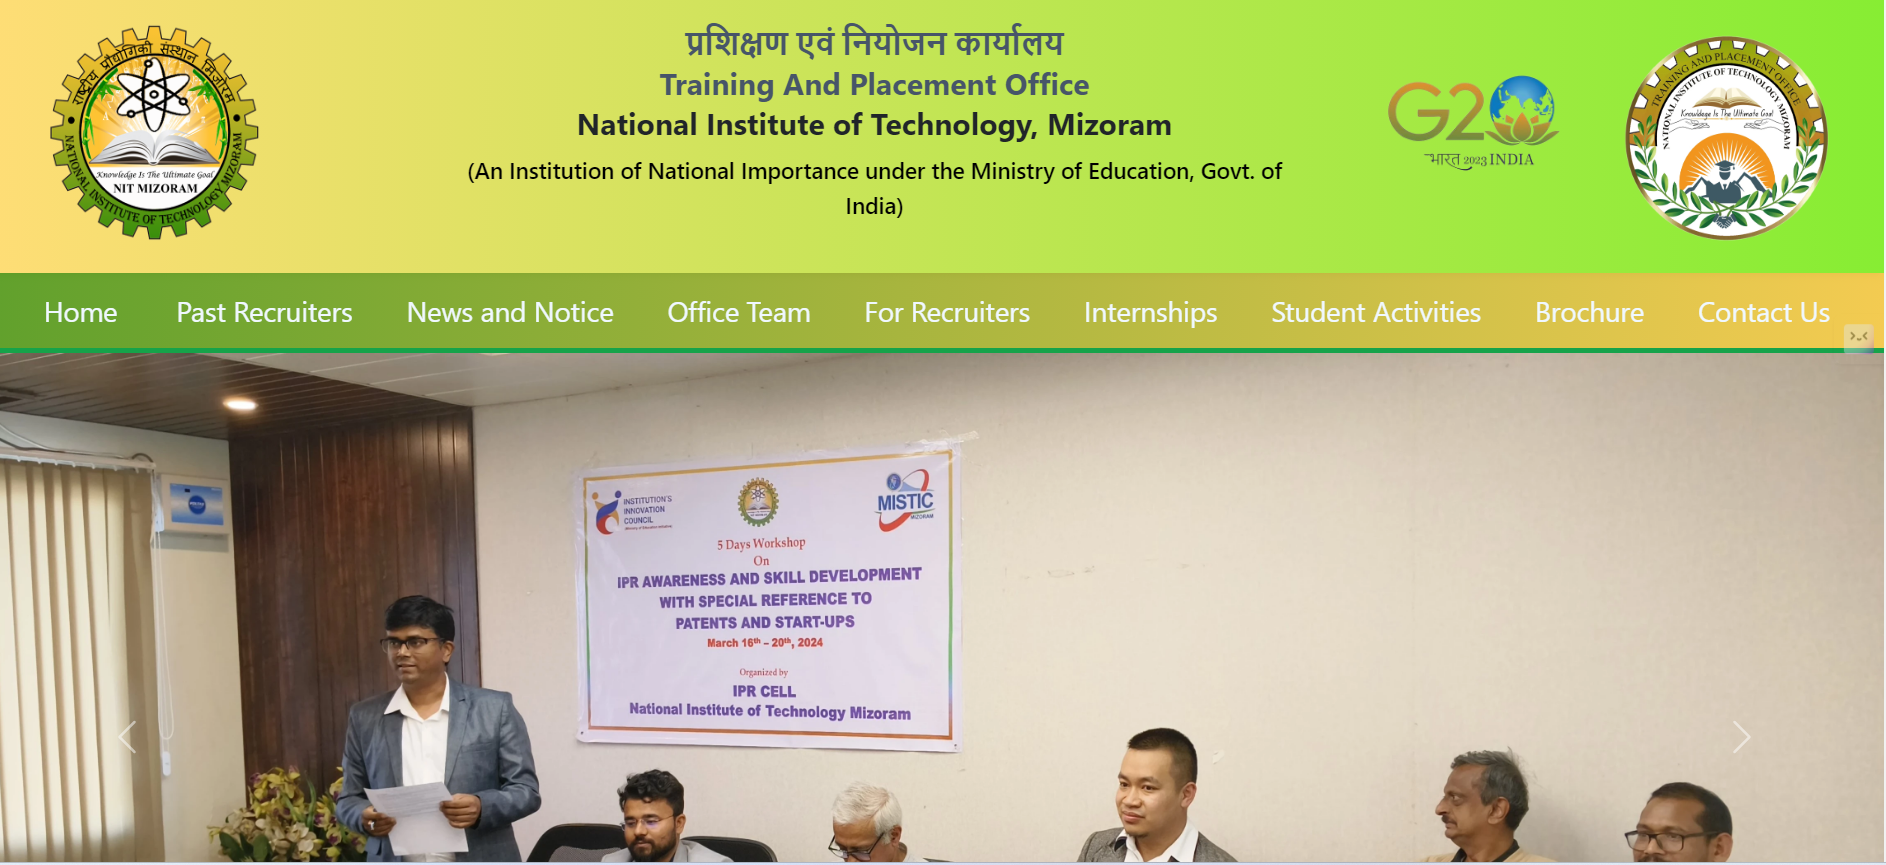 राष्ट्रीय प्रौद्योगिकी संस्थान मिजोरम
Knowledge Is The Ultimate Goal
NIT MIZORAM
NATIONAL INSTITUTE OF TECHNOLOGY MIZORAM
प्रशिक्षण एवं नियोजन कार्यालय
Training And Placement Office
National Institute of Technology, Mizoram
(An Institution of National Importance under the Ministry of Education, Govt. of
India)
G20
भारत 2023 INDIA
TRAINING AND PLACEMENT OFFICE
NATIONAL INSTITUTE OF TECHNOLOGY MIZORAM
Knowledge Is The Ultimate Goal
Home Past Recruiters News and Notice Office Team For Recruiters Internships Student Activities Brochure Contact Us
INSTITUTION'S
INNOVATION
COUNCIL
MISTIC
MIZORAM
5 Days Workshop
On
IPR AWARENESS AND SKILL DEVELOPMENT
WITH SPECIAL REFERENCE TO
PATENTS AND START-UPS
March 16th – 20th, 2024
Organized by
IPR CELL
National Institute of Technology Mizoram